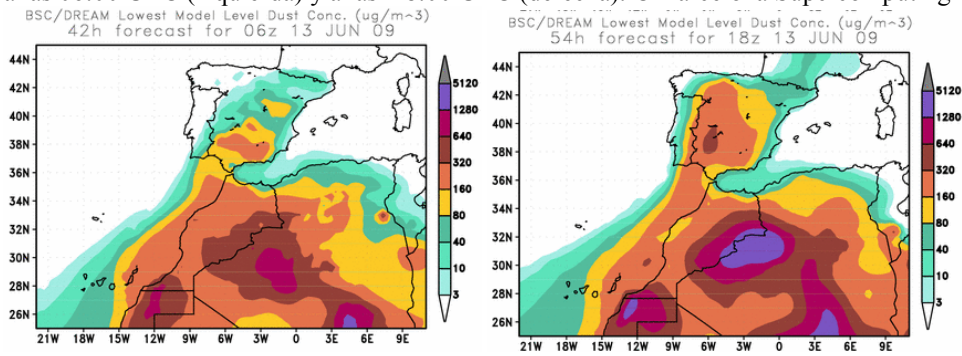 BSC/DREAM Lowest Model Level Dust Conc. (ug/m^3)
42h forecast for 06z 13 JUN 09
44N
42N
40N
38N
36N
34N
32N
30N
28N
26N
21W 18W 15W 12W 9W 6W 3W 0 3E 6E 9E
5120
1280
640
320
160
80
40
10
3
BSC/DREAM Lowest Model Level Dust Conc. (ug/m^3)
54h forecast for 18z 13 JUN 09
44N
42N
40N
38N
36N
34N
32N
30N
28N
26N
21W 18W 15W 12W 9W 6W 3W 0 3E 6E 9E
5120
1280
640
320
160
80
40
10
3